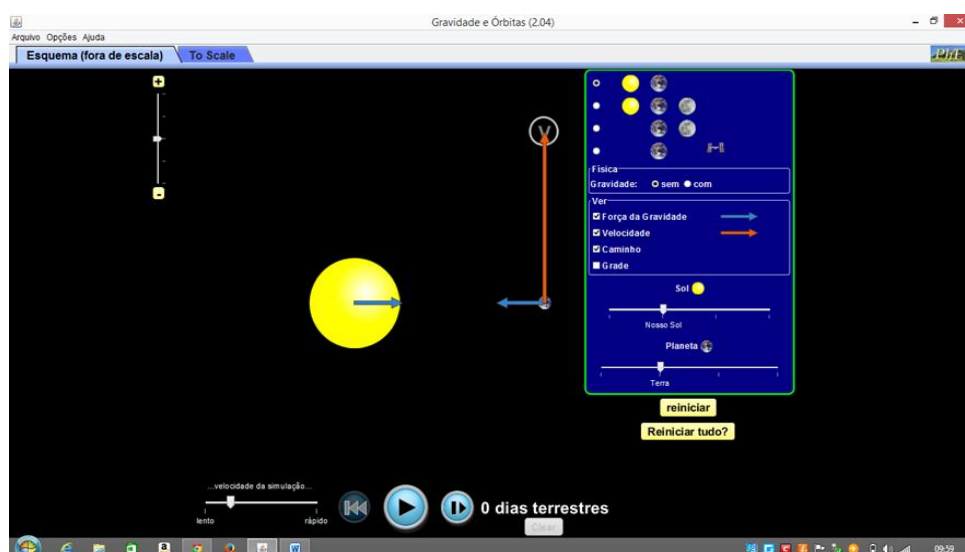 Gravidade e Órbitas (2.04)
Arquivo Opções Ajuda
Esquema (fora de escala) To Scale
PhET
+
-
V
Física
Gravidade: sem com
Ver
Força da Gravidade
Velocidade
Caminho
Grade
Sol
Nosso Sol
Planeta
Terra
reiniciar
Reiniciar tudo?
...velocidade da simulação...
lento rápido
0 dias terrestres
Clear
09:59